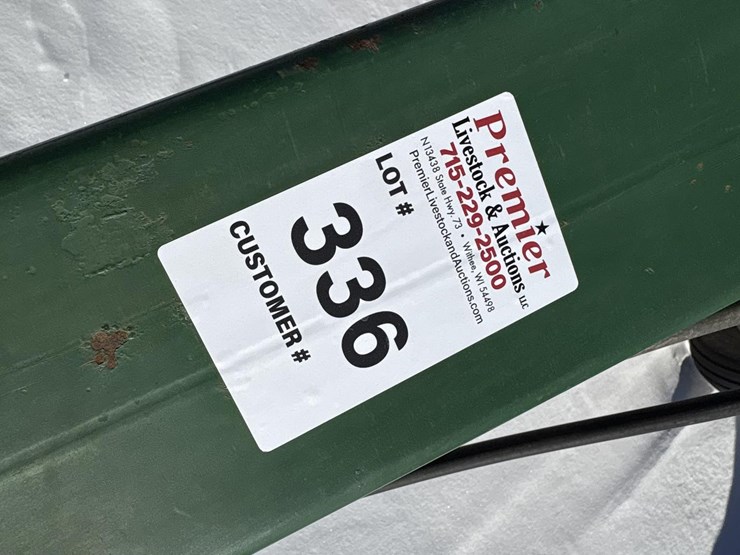 Premier
Livestock & Auctions LLC
715-229-2500
N13438 State Hwy. 73 • Withee, WI 54498
PremierLivestockandAuctions.com
LOT #
336
CUSTOMER #